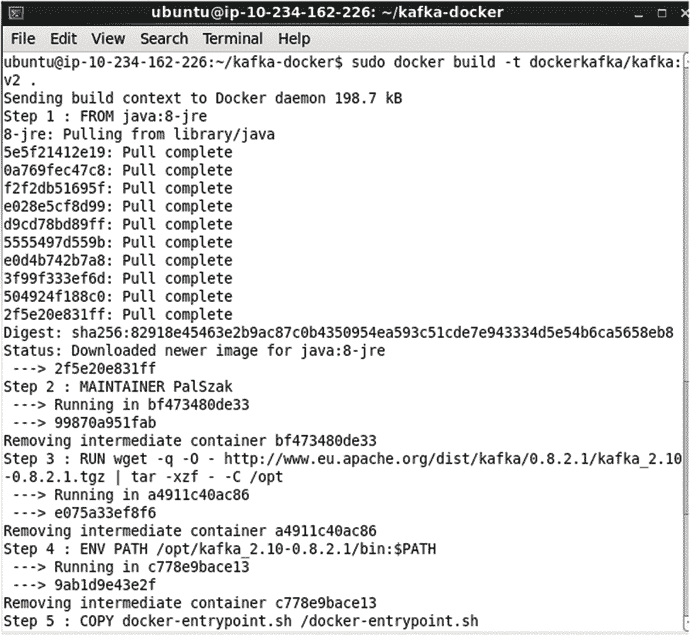 ubuntu@ip-10-234-162-226: ~/kafka-docker
File Edit View Search Terminal Help
ubuntu@ip-10-234-162-226:~/kafka-docker$ sudo docker build -t dockerkafka/kafka:
v2 .
Sending build context to Docker daemon 198.7 kB
Step 1 : FROM java:8-jre
8-jre: Pulling from library/java
5e5f21412e19: Pull complete
0a769fec47c8: Pull complete
f2f2db51695f: Pull complete
e028e5cf8d99: Pull complete
d9cd78bd89ff: Pull complete
5555497d559b: Pull complete
e0d4b742b7a8: Pull complete
3f99f333ef6d: Pull complete
504924f188c0: Pull complete
2f5e20e831ff: Pull complete
Digest: sha256:82918e45463e2b9ac87c0b4350954ea593c51cde7e943334d5e54b6ca5658eb8
Status: Downloaded newer image for java:8-jre
---> 2f5e20e831ff
Step 2 : MAINTAINER PalSzak
---> Running in bf473480de33
---> 99870a951fab
Removing intermediate container bf473480de33
Step 3 : RUN wget -q -O - http://www.eu.apache.org/dist/kafka/0.8.2.1/kafka_2.10
-0.8.2.1.tgz | tar -xzf - -C /opt
---> Running in a4911c40ac86
---> e075a33ef8f6
Removing intermediate container a4911c40ac86
Step 4 : ENV PATH /opt/kafka_2.10-0.8.2.1/bin:$PATH
---> Running in c778e9bace13
---> 9ab1d9e43e2f
Removing intermediate container c778e9bace13
Step 5 : COPY docker-entrypoint.sh /docker-entrypoint.sh